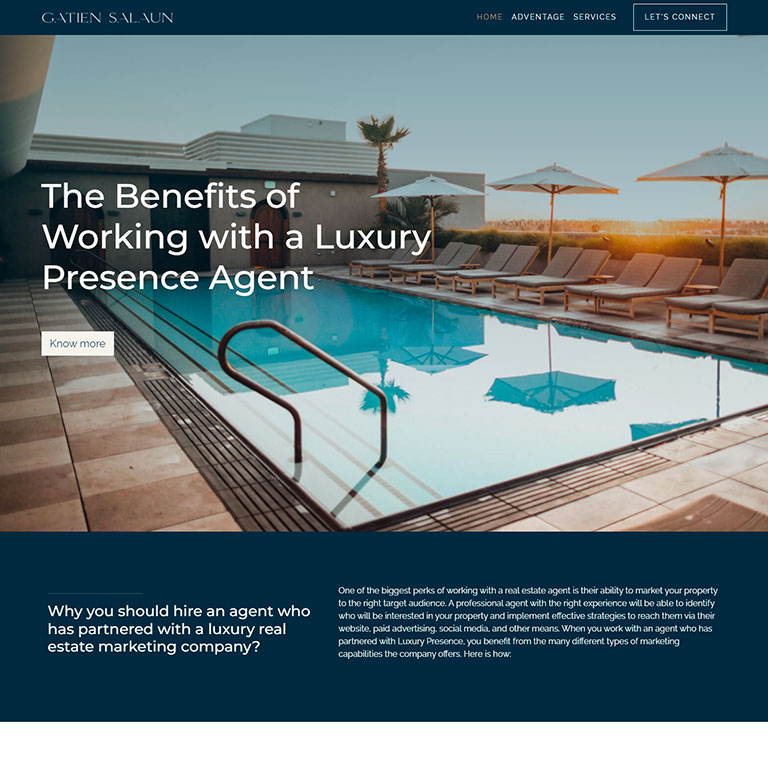 GATIEN SALAUN
HOME ADVENTAGE SERVICES LET'S CONNECT
The Benefits of
Working with a Luxury
Presence Agent
Know more
Why you should hire an agent who
has partnered with a luxury real
estate marketing company?
One of the biggest perks of working with a real estate agent is their ability to market your property
to the right target audience. A professional agent with the right experience will be able to identify
who will be interested in your property and implement effective strategies to reach them via their
website, paid advertising, social media, and other means. When you work with an agent who has
partnered with Luxury Presence, you benefit from the many different types of marketing
capabilities the company offers. Here is how: